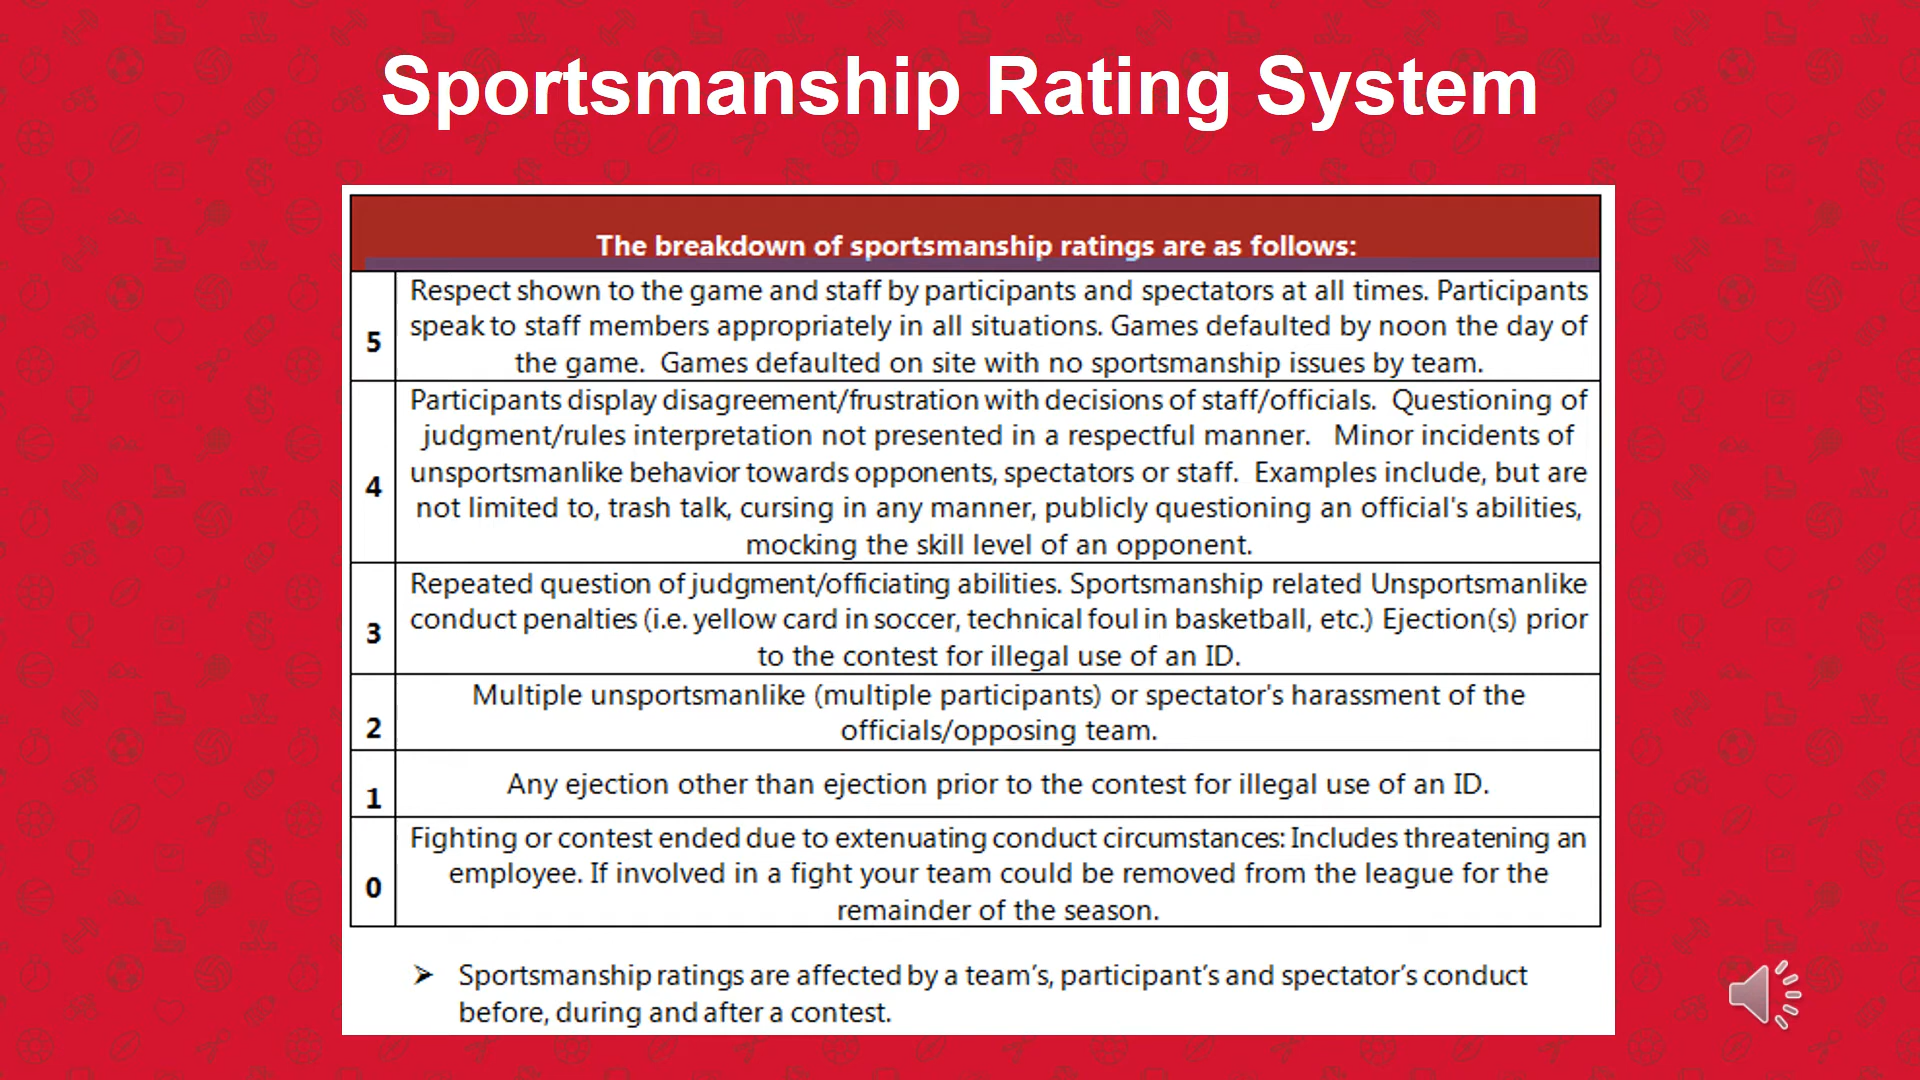 Sportsmanship Rating System
The breakdown of sportsmanship ratings are as follows:
5
Respect shown to the game and staff by participants and spectators at all times. Participants
speak to staff members appropriately in all situations. Games defaulted by noon the day of
the game.  Games defaulted on site with no sportsmanship issues by team.
4
Participants display disagreement/frustration with decisions of staff/officials.  Questioning of
judgment/rules interpretation not presented in a respectful manner.   Minor incidents of
unsportsmanlike behavior towards opponents, spectators or staff.  Examples include, but are
not limited to, trash talk, cursing in any manner, publicly questioning an official's abilities,
mocking the skill level of an opponent.
3
Repeated question of judgment/officiating abilities. Sportsmanship related Unsportsmanlike
conduct penalties (i.e. yellow card in soccer, technical foul in basketball, etc.) Ejection(s) prior
to the contest for illegal use of an ID.
2
Multiple unsportsmanlike (multiple participants) or spectator's harassment of the
officials/opposing team.
1
Any ejection other than ejection prior to the contest for illegal use of an ID.
0
Fighting or contest ended due to extenuating conduct circumstances: Includes threatening an
employee. If involved in a fight your team could be removed from the league for the
remainder of the season.
➢ Sportsmanship ratings are affected by a team's, participant's and spectator's conduct
before, during and after a contest.